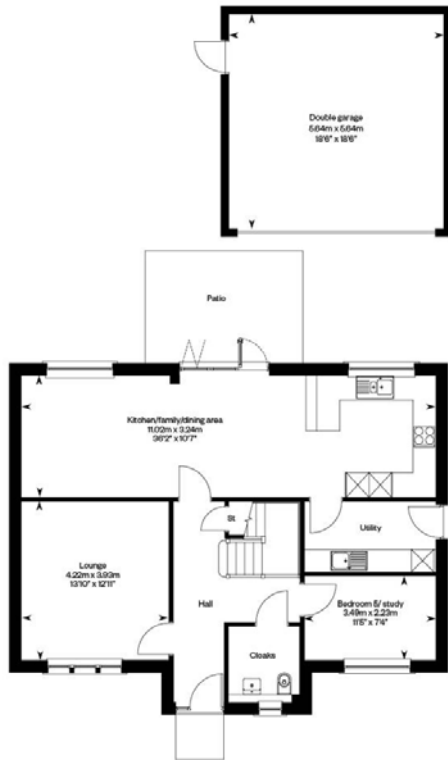 Double garage
5.64m x 5.64m
18'6" x 18'6"
Patio
Kitchen/family/dining area
11.02m x 3.24m
36'2" x 10'7"
St
Utility
Lounge
4.22m x 3.93m
13'10" x 12'11"
Hall
Bedroom 5/ study
3.49m x 2.23m
11'5" x 7'4"
Cloaks